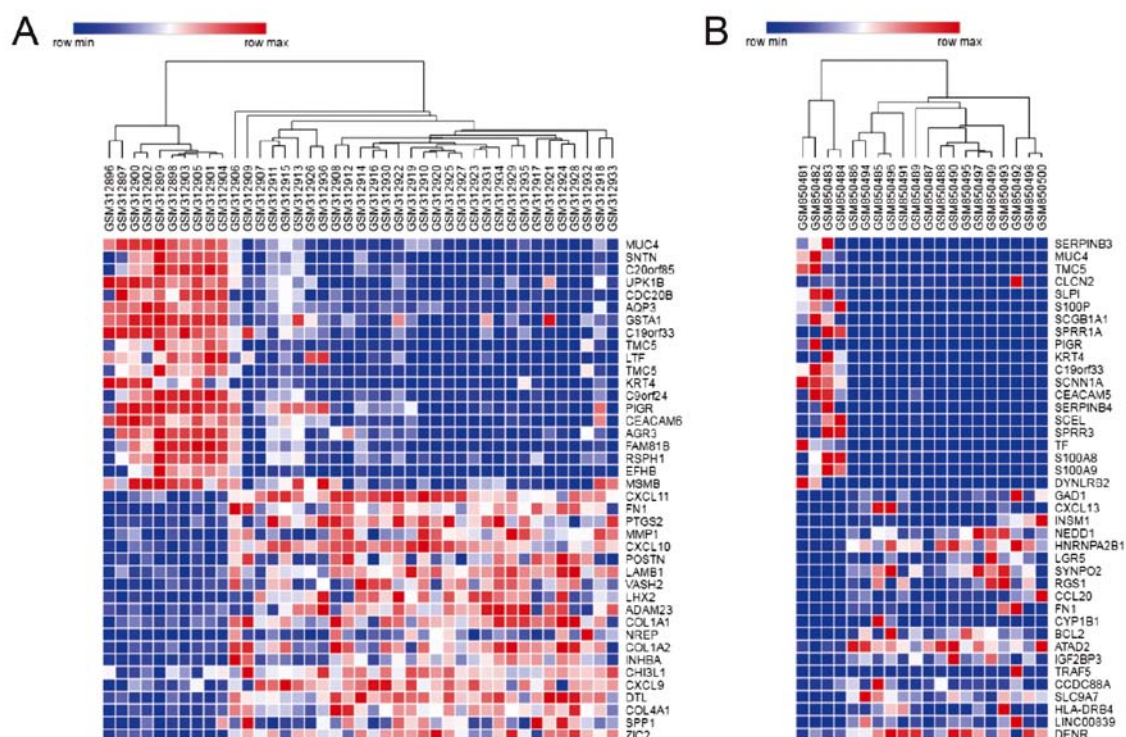 A
row min
row max
GSM312896
GSM312897
GSM312900
GSM312902
GSM312899
GSM312898
GSM312903
GSM312905
GSM312901
GSM312904
GSM312906
GSM312909
GSM312907
GSM312911
GSM312915
GSM312913
GSM312926
GSM312936
GSM312908
GSM312912
GSM312914
GSM312916
GSM312930
GSM312922
GSM312919
GSM312910
GSM312920
GSM312925
GSM312927
GSM312923
GSM312931
GSM312934
GSM312929
GSM312935
GSM312917
GSM312921
GSM312924
GSM312928
GSM312932
GSM312918
GSM312933
MUC4
SNTN
C20orf85
UPK1B
CDC20B
AQP3
GSTA1
C19orf33
TMC5
LTF
TMC5
KRT4
C9orf24
PIGR
CEACAM6
AGR3
FAM81B
RSPH1
EFHB
MSMB
CXCL11
FN1
PTGS2
MMP1
CXCL10
POSTN
LAMB1
VASH2
LHX2
ADAM23
COL1A1
NREP
COL1A2
INHBA
CHI3L1
CXCL9
DTL
COL4A1
SPP1
ZIC2
B
row min
row max
GSM850481
GSM850482
GSM850483
GSM850484
GSM850486
GSM850494
GSM850485
GSM850496
GSM850491
GSM850489
GSM850487
GSM850488
GSM850490
GSM850495
GSM850497
GSM850499
GSM850493
GSM850492
GSM850498
GSM850500
SERPINB3
MUC4
TMC5
CLCN2
SLPI
S100P
SCGB1A1
SPRR1A
PIGR
KRT4
C19orf33
SCNN1A
CEACAM5
SERPINB4
SCEL
SPRR3
TF
S100A8
S100A9
DYNLRB2
GAD1
CXCL13
INSM1
NEDD1
HNRNPA2B1
LGR5
SYNPO2
RGS1
CCL20
FN1
CYP1B1
BCL2
ATAD2
IGF2BP3
TRAF5
CCDC88A
SLC9A7
HLA-DRB4
LINC00839
DENR